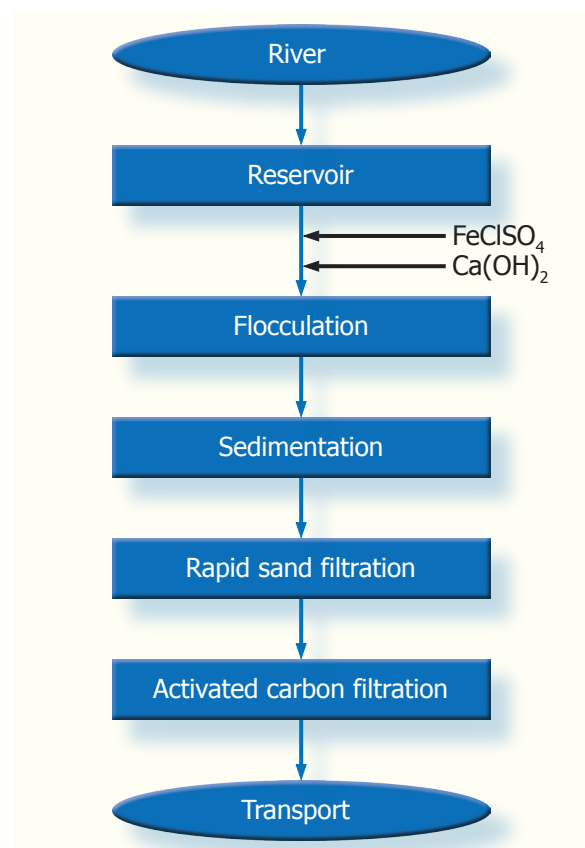 River
Reservoir
FeClSO₄
Ca(OH)₂
Flocculation
Sedimentation
Rapid sand filtration
Activated carbon filtration
Transport